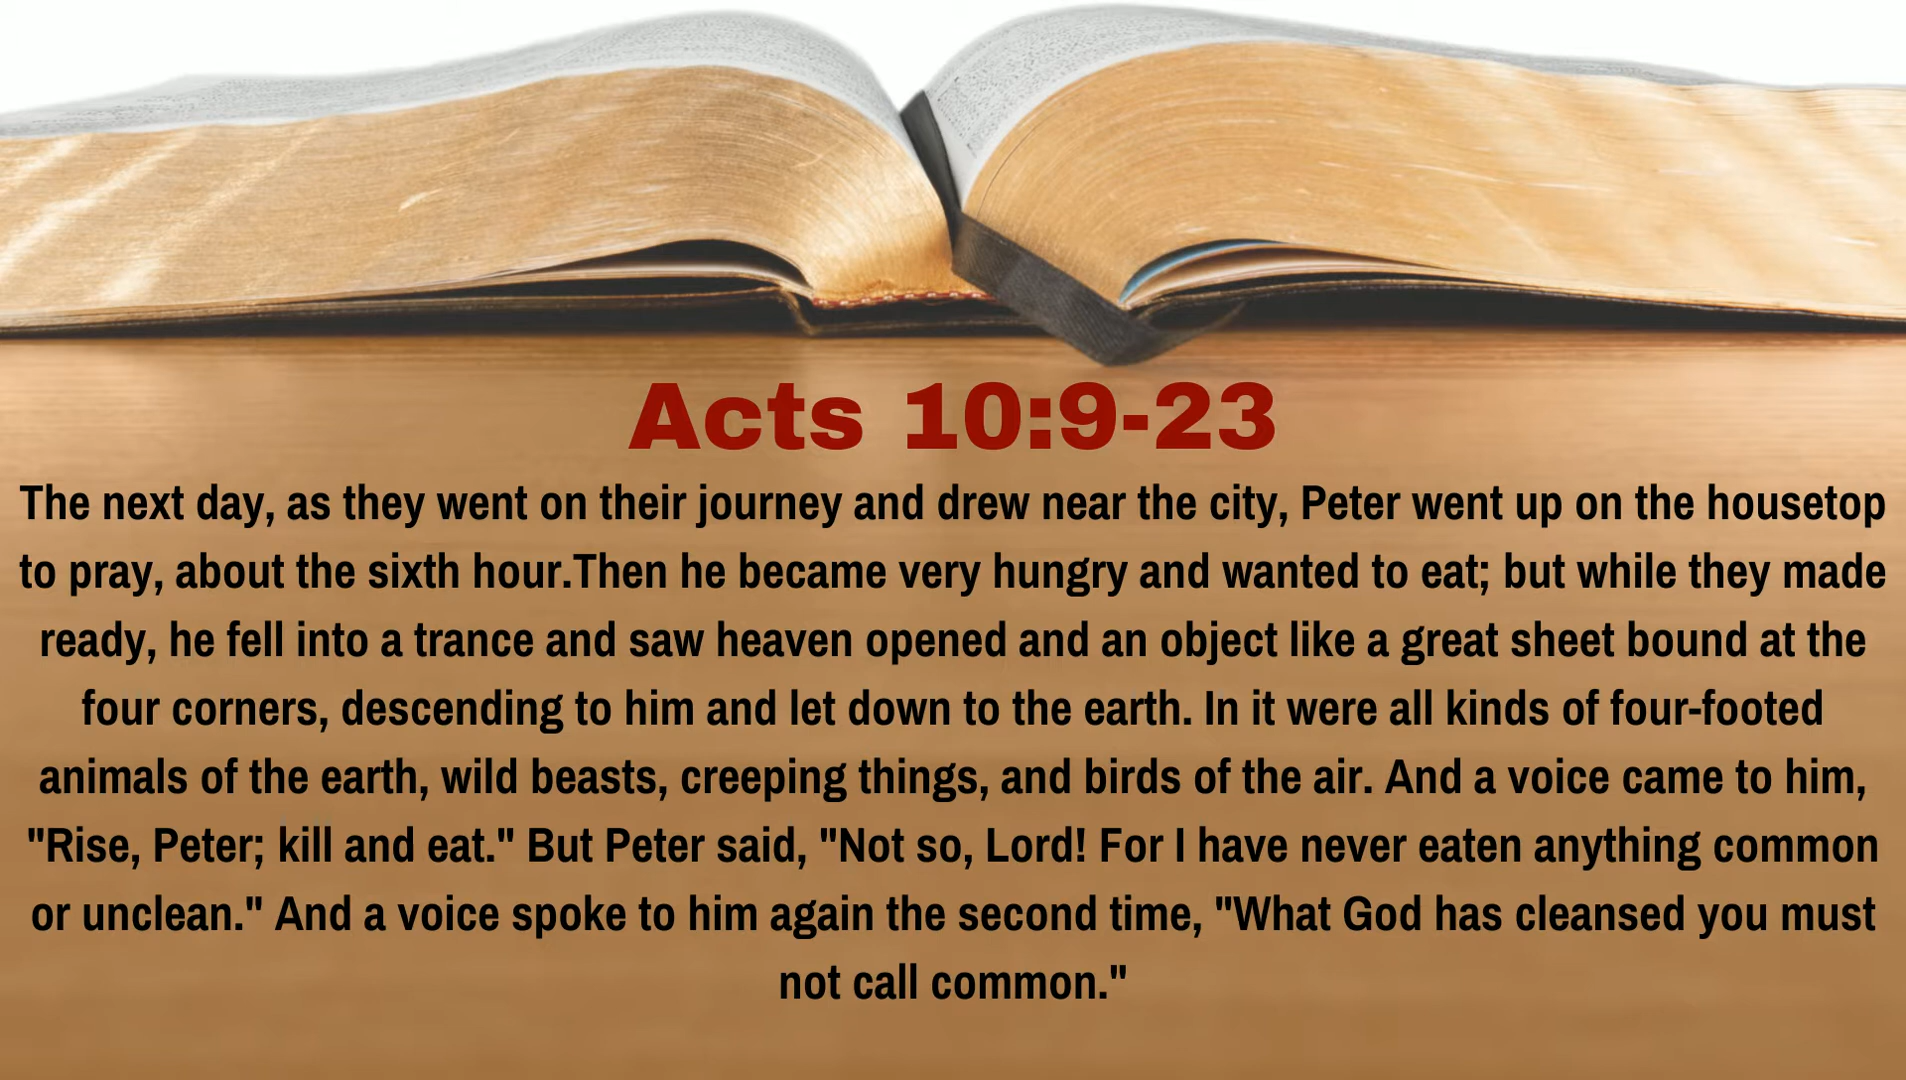 Acts 10:9-23
The next day, as they went on their journey and drew near the city, Peter went up on the housetop
to pray, about the sixth hour.Then he became very hungry and wanted to eat; but while they made
ready, he fell into a trance and saw heaven opened and an object like a great sheet bound at the
four corners, descending to him and let down to the earth. In it were all kinds of four-footed
animals of the earth, wild beasts, creeping things, and birds of the air. And a voice came to him,
"Rise, Peter; kill and eat." But Peter said, "Not so, Lord! For I have never eaten anything common
or unclean." And a voice spoke to him again the second time, "What God has cleansed you must
not call common."